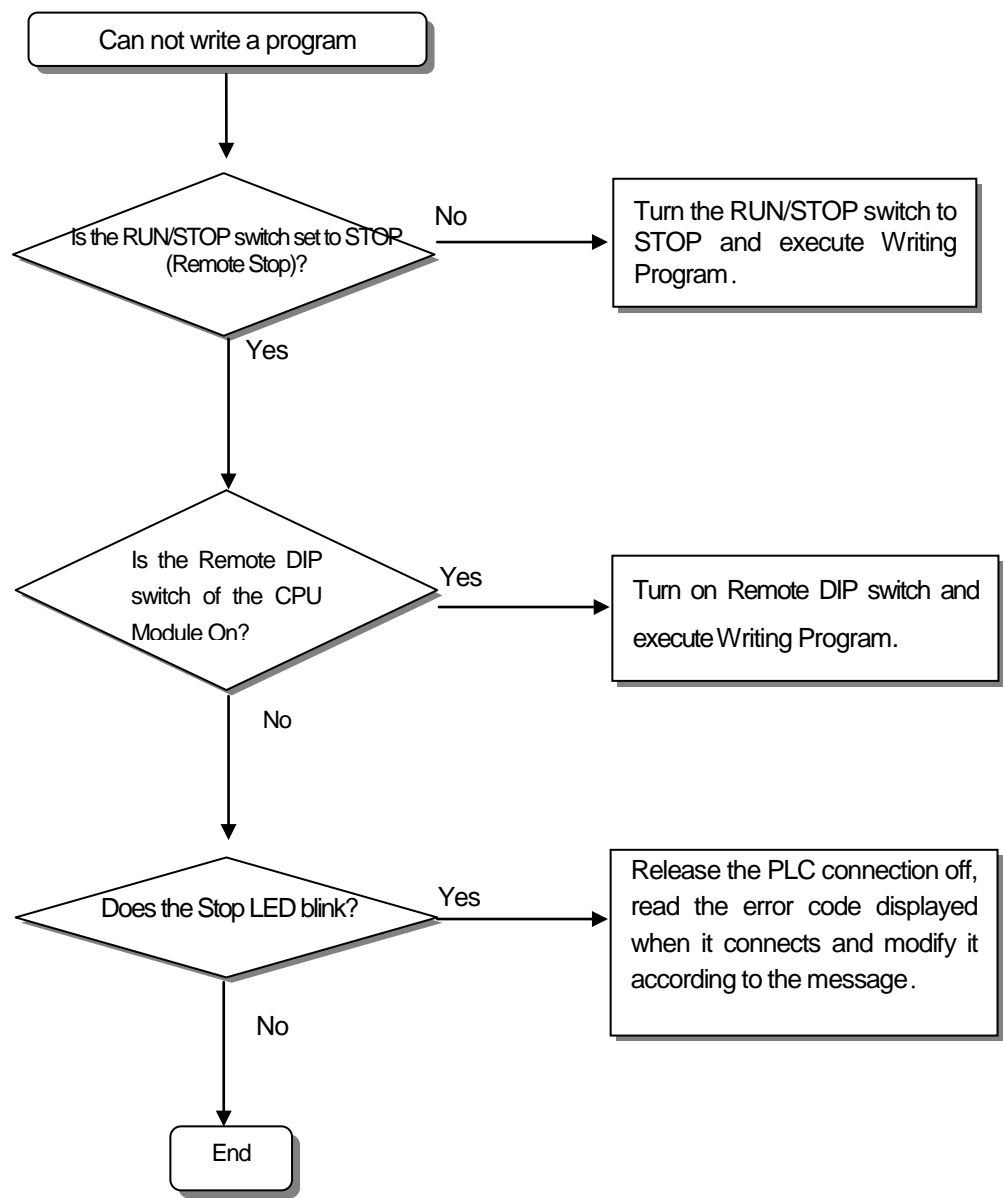 Can not write a program
Is the RUN/STOP switch set to STOP
(Remote Stop)?
No
Turn the RUN/STOP switch to
STOP and execute Writing
Program.
Yes
Is the Remote DIP
switch of the CPU
Module On?
Yes
Turn on Remote DIP switch and
execute Writing Program.
No
Does the Stop LED blink?
Yes
Release the PLC connection off,
read the error code displayed
when it connects and modify it
according to the message.
No
End